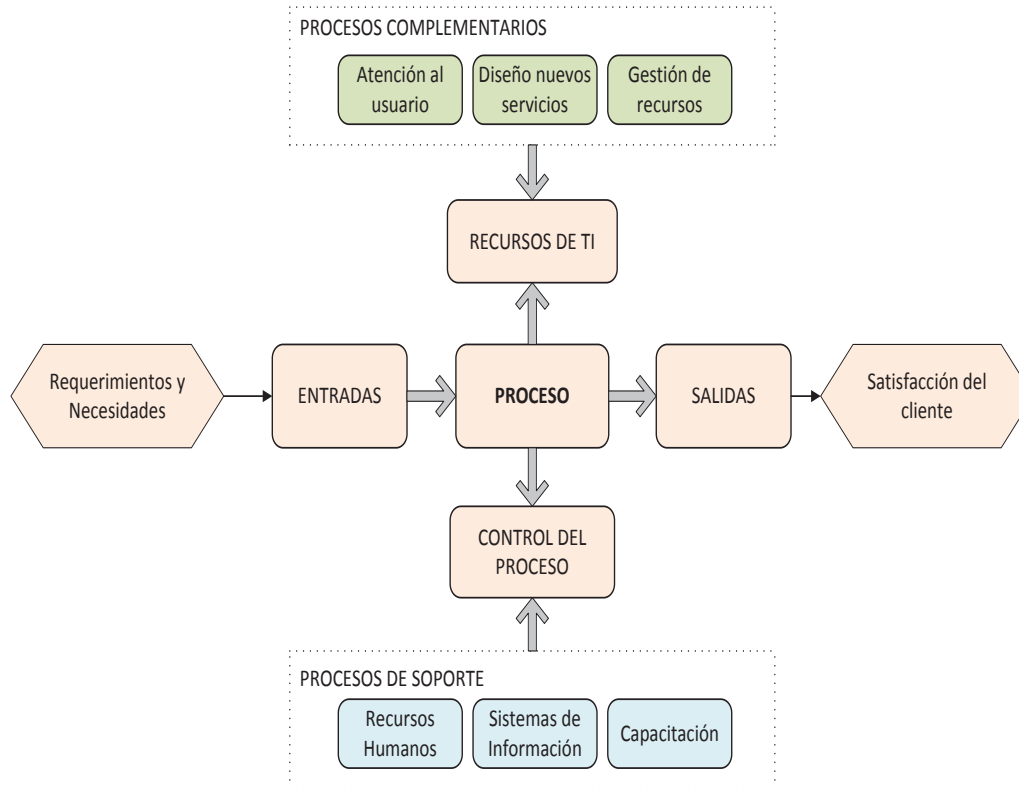 PROCESOS COMPLEMENTARIOS
Atención al
usuario
Diseño nuevos
servicios
Gestión de
recursos
RECURSOS DE TI
Requerimientos y
Necesidades
ENTRADAS
PROCESO
SALIDAS
Satisfacción del
cliente
CONTROL DEL
PROCESO
PROCESOS DE SOPORTE
Recursos
Humanos
Sistemas de
Información
Capacitación